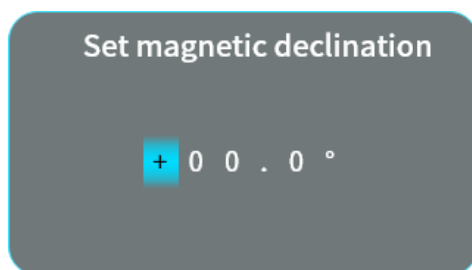 Set magnetic declination
+ 0 0 . 0 °